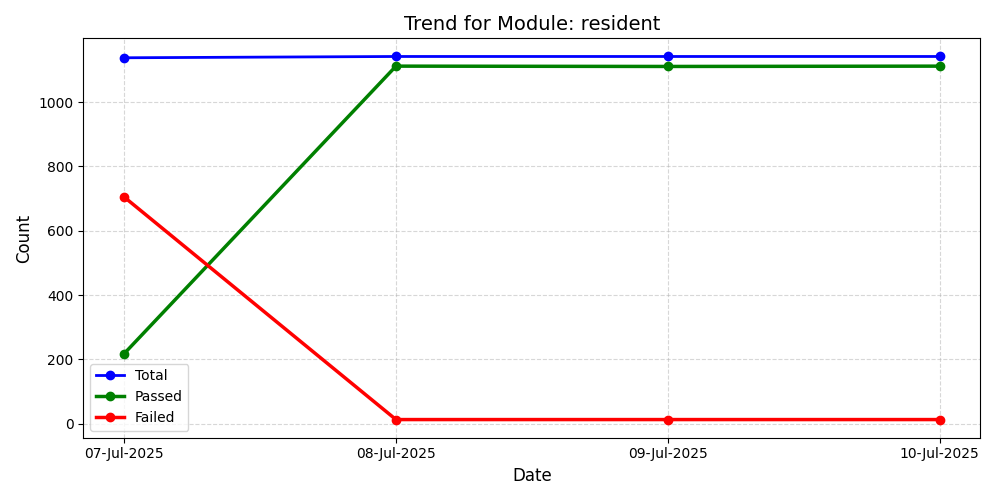 Trend for Module: resident
Count
1000
800
600
400
200
0
Total
Passed
Failed
07-Jul-2025
08-Jul-2025
09-Jul-2025
10-Jul-2025
Date